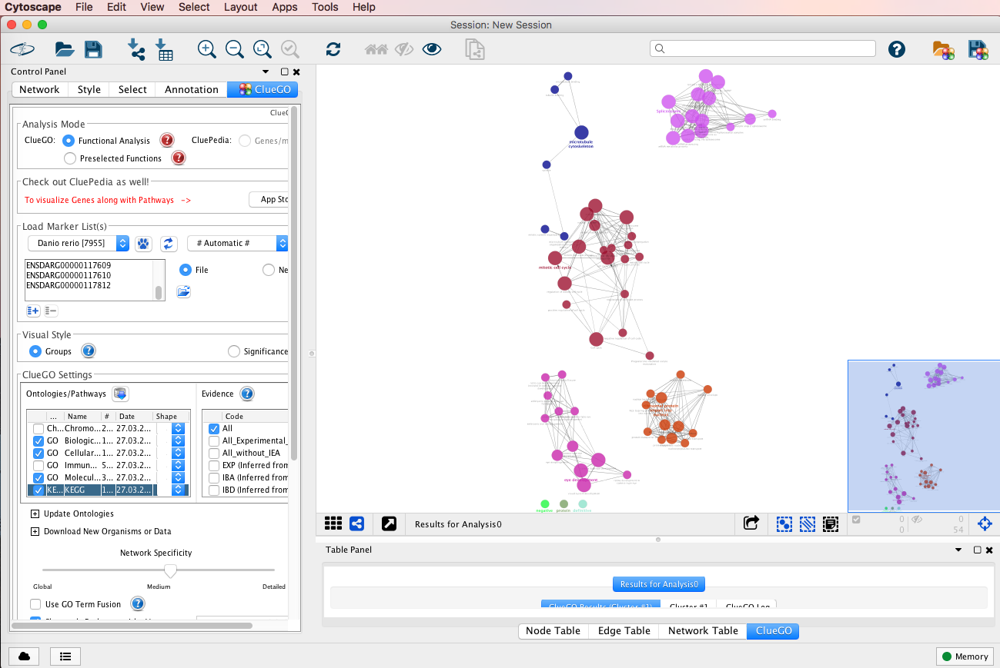 Cytoscape File Edit View Select Layout Apps Tools Help
Session: New Session
Control Panel
Network Style Select Annotation ClueGO
ClueG
Analysis Mode
ClueGO: Functional Analysis CluePedia: Genes/m
Preselected Functions
Check out CluePedia as well!
To visualize Genes along with Pathways -> App Sto
Load Marker List(s)
Danio rerio [7955] # Automatic #
ENSDARG00000117609
ENSDARG00000117610
ENSDARG00000117812
File Ne
Visual Style
Groups Significance
ClueGO Settings
Ontologies/Pathways Evidence
... Name # Date Shape Code
Ch... Chromo... 2... 27.03.2... All
GO Biologic... 1... 27.03.2... All_Experimental_
GO Cellular... 1... 27.03.2... All_without_IEA
GO Immun... 5... 27.03.2... EXP (Inferred from
GO Molecul... 3... 27.03.2... IBA (Inferred from
KE... KEGG 1... 27.03.2... IBD (Inferred from
Update Ontologies
Download New Organisms or Data
Network Specificity
Global Medium Detailed
Use GO Term Fusion
microtubule
cytoskeleton
Spliceosome
mitotic cell cycle
eye development
negative protein definitive
Results for Analysis0
0 0
0 54
Table Panel
Results for Analysis0
ClueGO Results (Cluster #1) Cluster #1 ClueGO Log
Node Table Edge Table Network Table ClueGO
Memory